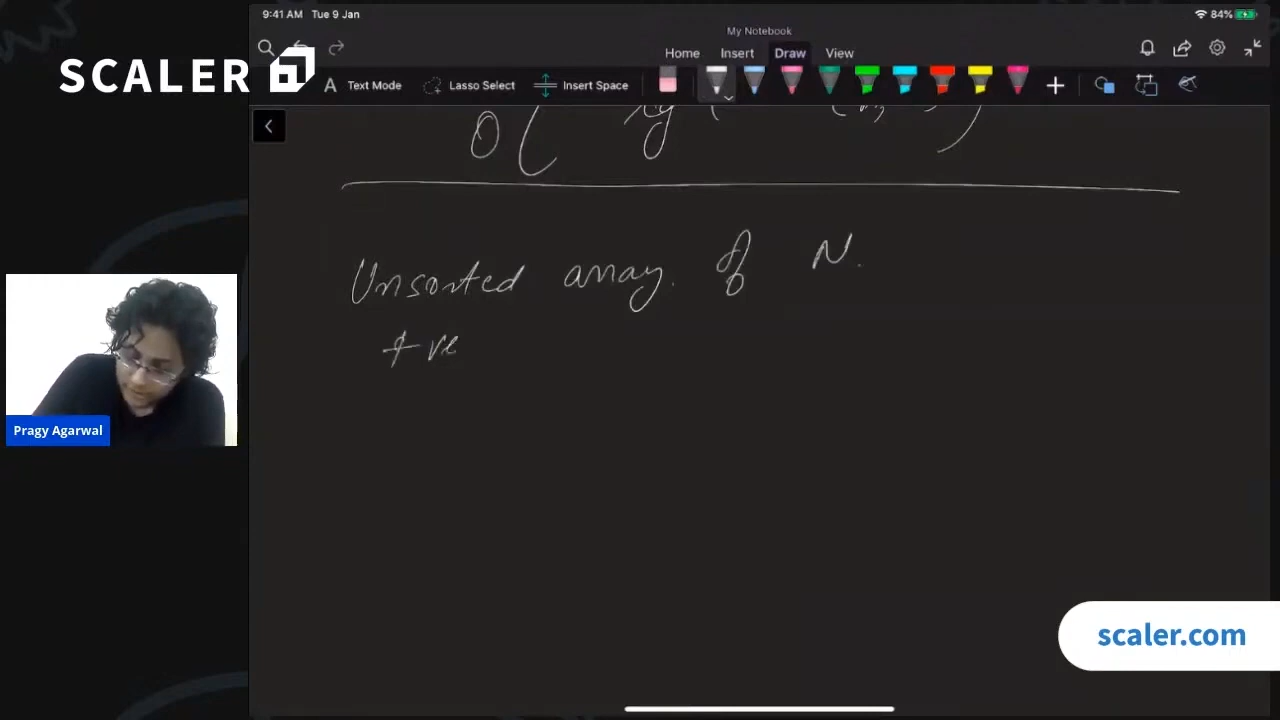 9:41 AM Tue 9 Jan
84%
My Notebook
Home Insert Draw View
SCALER
A Text Mode Lasso Select Insert Space
O(
Unsorted array. of N.
+ve
Pragy Agarwal
scaler.com